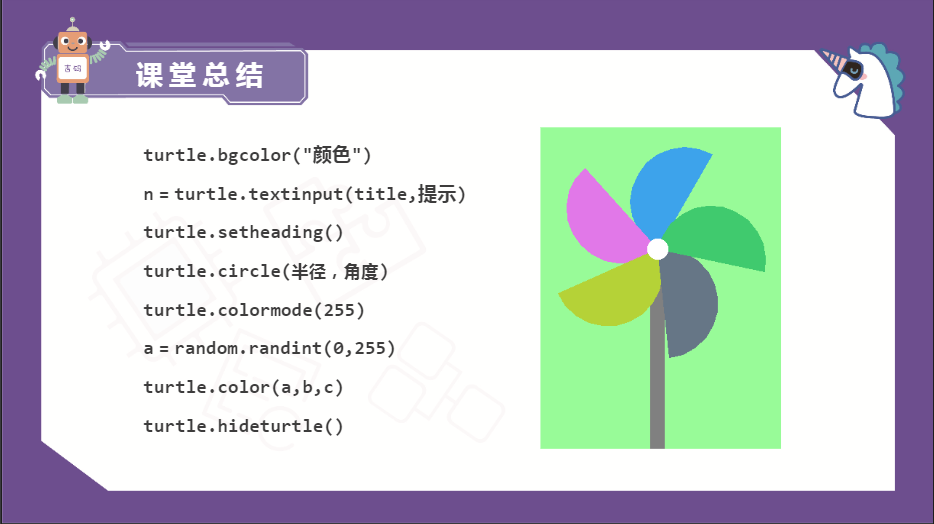 课堂总结
turtle.bgcolor("颜色")
n = turtle.textinput(title,提示)
turtle.setheading()
turtle.circle(半径，角度)
turtle.colormode(255)
a = random.randint(0,255)
turtle.color(a,b,c)
turtle.hideturtle()